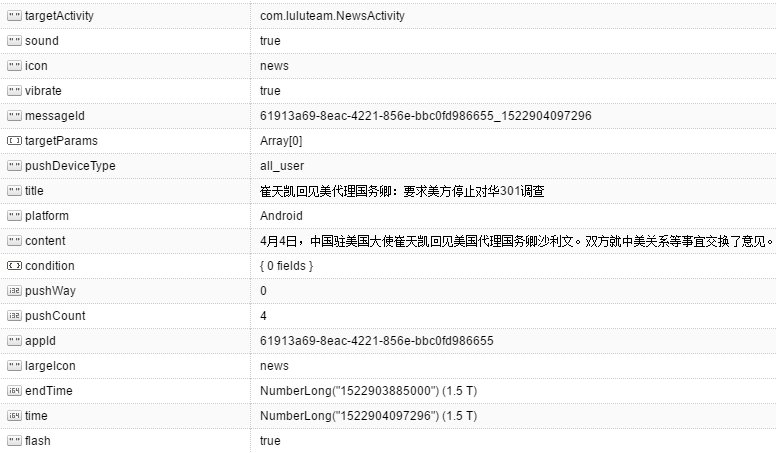 targetActivity com.luluteam.NewsActivity
sound true
icon news
vibrate true
messageId 61913a69-8eac-4221-856e-bbc0fd986655_1522904097296
targetParams Array[0]
pushDeviceType all_user
title 崔天凯回见美代理国务卿：要求美方停止对华301调查
platform Android
content 4月4日，中国驻美国大使崔天凯回见美国代理国务卿沙利文。双方就中美关系等事宜交换了意见。
condition { 0 fields }
i32 pushWay 0
i32 pushCount 4
appId 61913a69-8eac-4221-856e-bbc0fd986655
largeIcon news
i64 endTime NumberLong("1522903885000") (1.5 T)
i64 time NumberLong("1522904097296") (1.5 T)
flash true